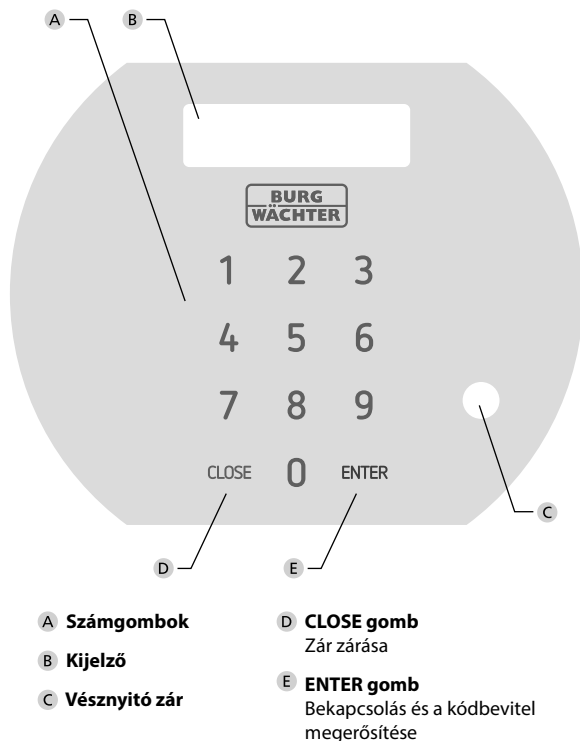 A
B
BURG
WÄCHTER
1 2 3
4 5 6
7 8 9
CLOSE 0 ENTER
C
D
E
A Számgombok
B Kijelző
C Vésznyitó zár
D CLOSE gomb
Zár zárása
E ENTER gomb
Bekapcsolás és a kódbevitel
megerősítése